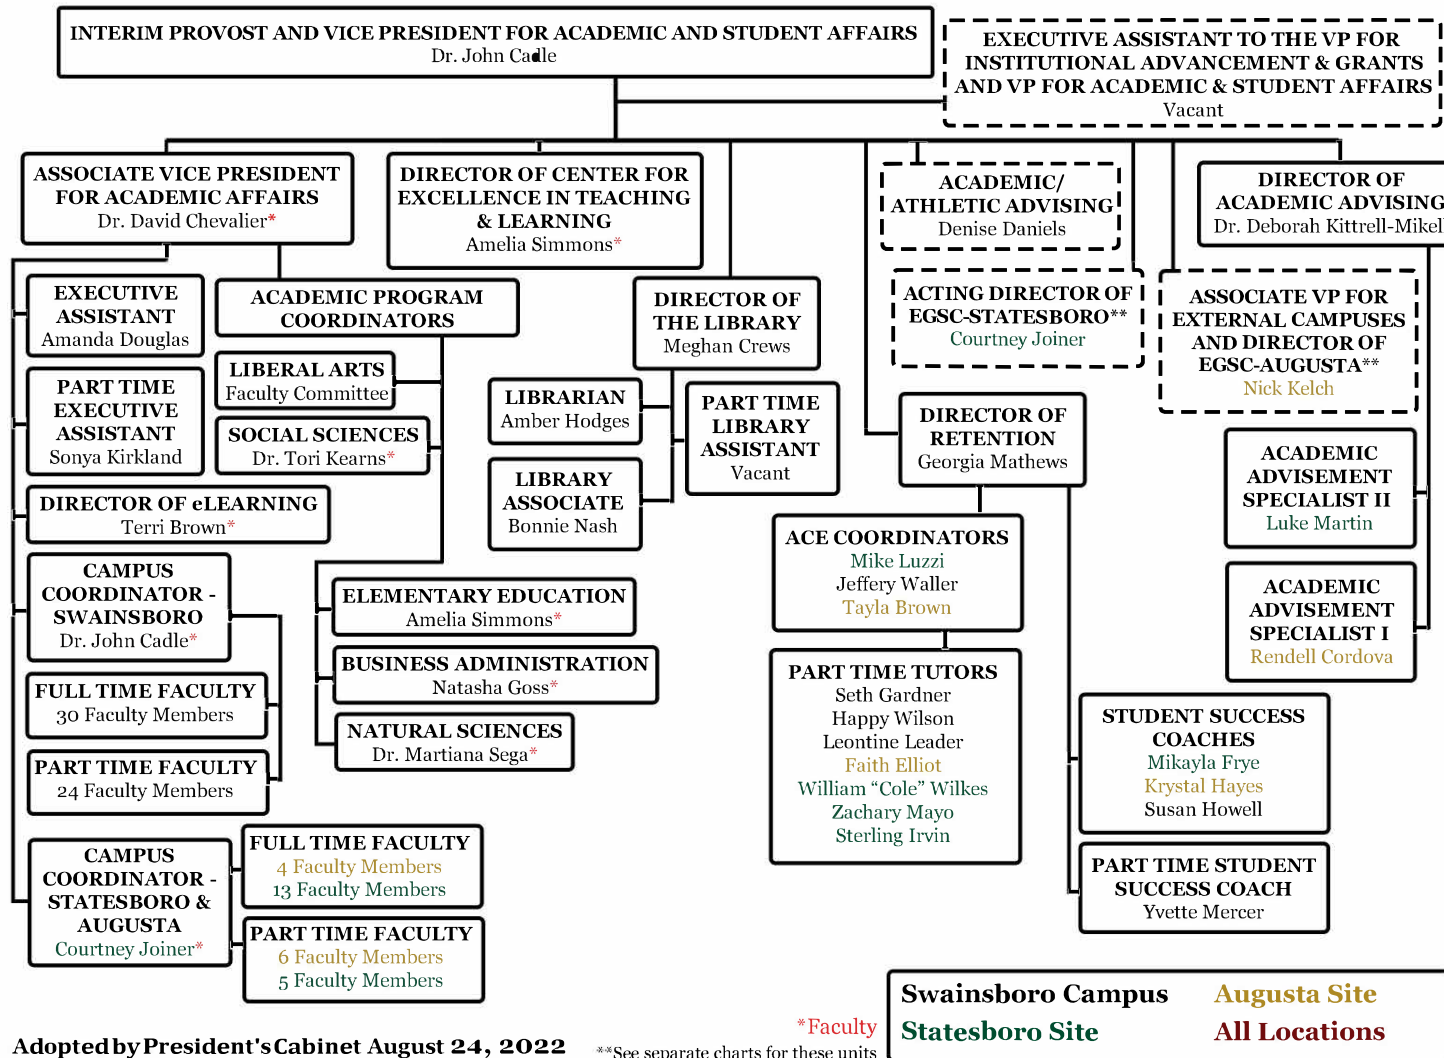 INTERIM PROVOST AND VICE PRESIDENT FOR ACADEMIC AND STUDENT AFFAIRS
Dr. John Cadle
EXECUTIVE ASSISTANT TO THE VP FOR
INSTITUTIONAL ADVANCEMENT & GRANTS
AND VP FOR ACADEMIC & STUDENT AFFAIRS
Vacant
ASSOCIATE VICE PRESIDENT
FOR ACADEMIC AFFAIRS
Dr. David Chevalier*
DIRECTOR OF CENTER FOR
EXCELLENCE IN TEACHING
& LEARNING
Amelia Simmons*
ACADEMIC/
ATHLETIC ADVISING
Denise Daniels
DIRECTOR OF
ACADEMIC ADVISING
Dr. Deborah Kittrell-Mikell
EXECUTIVE
ASSISTANT
Amanda Douglas
ACADEMIC PROGRAM
COORDINATORS
DIRECTOR OF
THE LIBRARY
Meghan Crews
ACTING DIRECTOR OF
EGSC-STATESBORO**
Courtney Joiner
ASSOCIATE VP FOR
EXTERNAL CAMPUSES
AND DIRECTOR OF
EGSC-AUGUSTA**
Nick Kelch
PART TIME
EXECUTIVE
ASSISTANT
Sonya Kirkland
LIBERAL ARTS
Faculty Committee
SOCIAL SCIENCES
Dr. Tori Kearns*
LIBRARIAN
Amber Hodges
PART TIME
LIBRARY
ASSISTANT
Vacant
LIBRARY
ASSOCIATE
Bonnie Nash
DIRECTOR OF
RETENTION
Georgia Mathews
ACADEMIC
ADVISEMENT
SPECIALIST II
Luke Martin
DIRECTOR OF eLEARNING
Terri Brown*
ACE COORDINATORS
Mike Luzzi
Jeffery Waller
Tayla Brown
CAMPUS
COORDINATOR -
SWAINSBORO
Dr. John Cadle*
ELEMENTARY EDUCATION
Amelia Simmons*
ACADEMIC
ADVISEMENT
SPECIALIST I
Rendell Cordova
BUSINESS ADMINISTRATION
Natasha Goss*
FULL TIME FACULTY
30 Faculty Members
NATURAL SCIENCES
Dr. Martiana Sega*
PART TIME TUTORS
Seth Gardner
Happy Wilson
Leontine Leader
Faith Elliot
William “Cole” Wilkes
Zachary Mayo
Sterling Irvin
STUDENT SUCCESS
COACHES
Mikayla Frye
Krystal Hayes
Susan Howell
PART TIME FACULTY
24 Faculty Members
CAMPUS
COORDINATOR -
STATESBORO &
AUGUSTA
Courtney Joiner*
FULL TIME FACULTY
4 Faculty Members
13 Faculty Members
PART TIME FACULTY
6 Faculty Members
5 Faculty Members
PART TIME STUDENT
SUCCESS COACH
Yvette Mercer
Swainsboro Campus
Augusta Site
Statesboro Site
All Locations
*Faculty
**See separate charts for these units
Adopted by President's Cabinet August 24, 2022